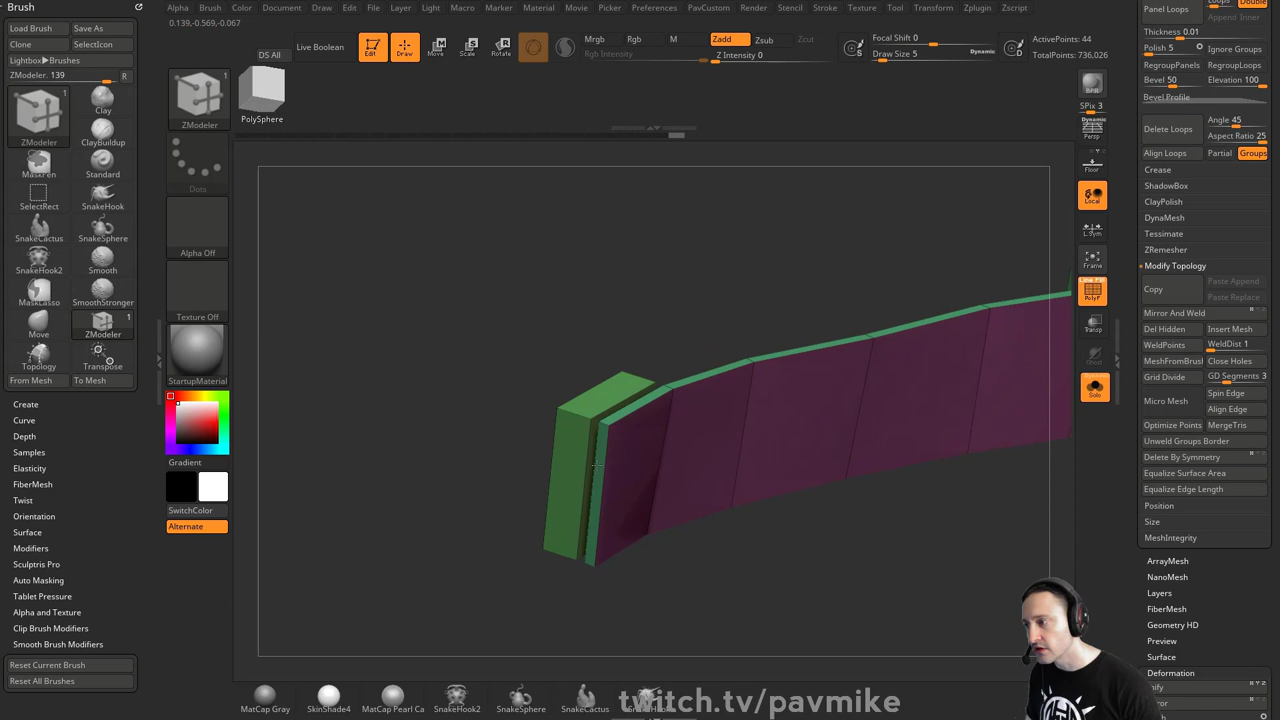 Brush
Alpha Brush Color Document Draw Edit File Layer Light Macro Marker Material Movie Picker Preferences PavCustom Render Stencil Stroke Texture Tool Transform Zplugin Zscript
0.139,-0.569,-0.067
Load Brush Save As
Clone SelectIcon
Lightbox▶Brushes
ZModeler. 139 R
DS All
Live Boolean
Edit Draw Move Scale Rotate
Mrgb Rgb M Zadd Zsub Zcut
Rgb Intensity Z Intensity 0
Focal Shift 0
Draw Size 5 Dynamic
ActivePoints: 44
TotalPoints: 736,026
ZModeler
Clay
ClayBuildup
MaskPen Standard
SelectRect SnakeHook
SnakeCactus SnakeSphere
SnakeHook2 Smooth
MaskLasso SmoothStronger
Move ZModeler
Topology Transpose
From Mesh To Mesh
Create
Curve
Depth
Samples
Elasticity
FiberMesh
Twist
Orientation
Surface
Modifiers
Sculptris Pro
Auto Masking
Tablet Pressure
Alpha and Texture
Clip Brush Modifiers
Smooth Brush Modifiers
Reset Current Brush
Reset All Brushes
ZModeler
PolySphere
Dots
Alpha Off
Texture Off
StartupMaterial
Gradient
SwitchColor
Alternate
BPR
SPix 3
Dynamic
Persp
Floor
Local
L.Sym
Frame
PolyF
Transp
Solo
Panel Loops Loops Double
Append Inner
Thickness 0.01
Polish 5 Ignore Groups
RegroupPanels RegroupLoops
Bevel 50 Elevation 100
Bevel Profile
Delete Loops Angle 45
Aspect Ratio 25
Align Loops Partial Groups
Crease
ShadowBox
ClayPolish
DynaMesh
Tessimate
ZRemesher
Modify Topology
Copy Paste Append
Paste Replace
Mirror And Weld
Del Hidden Insert Mesh
WeldPoints WeldDist 1
MeshFromBrush Close Holes
Grid Divide GD Segments 3
Micro Mesh Spin Edge
Align Edge
Optimize Points MergeTris
Unweld Groups Border
Delete By Symmetry
Equalize Surface Area
Equalize Edge Length
Position
Size
MeshIntegrity
ArrayMesh
NanoMesh
Layers
FiberMesh
Geometry HD
Preview
Surface
Deformation
MatCap Gray SkinShade4 MatCap Pearl Ca SnakeHook2 SnakeSphere SnakeCactus
twitch.tv/pavmike